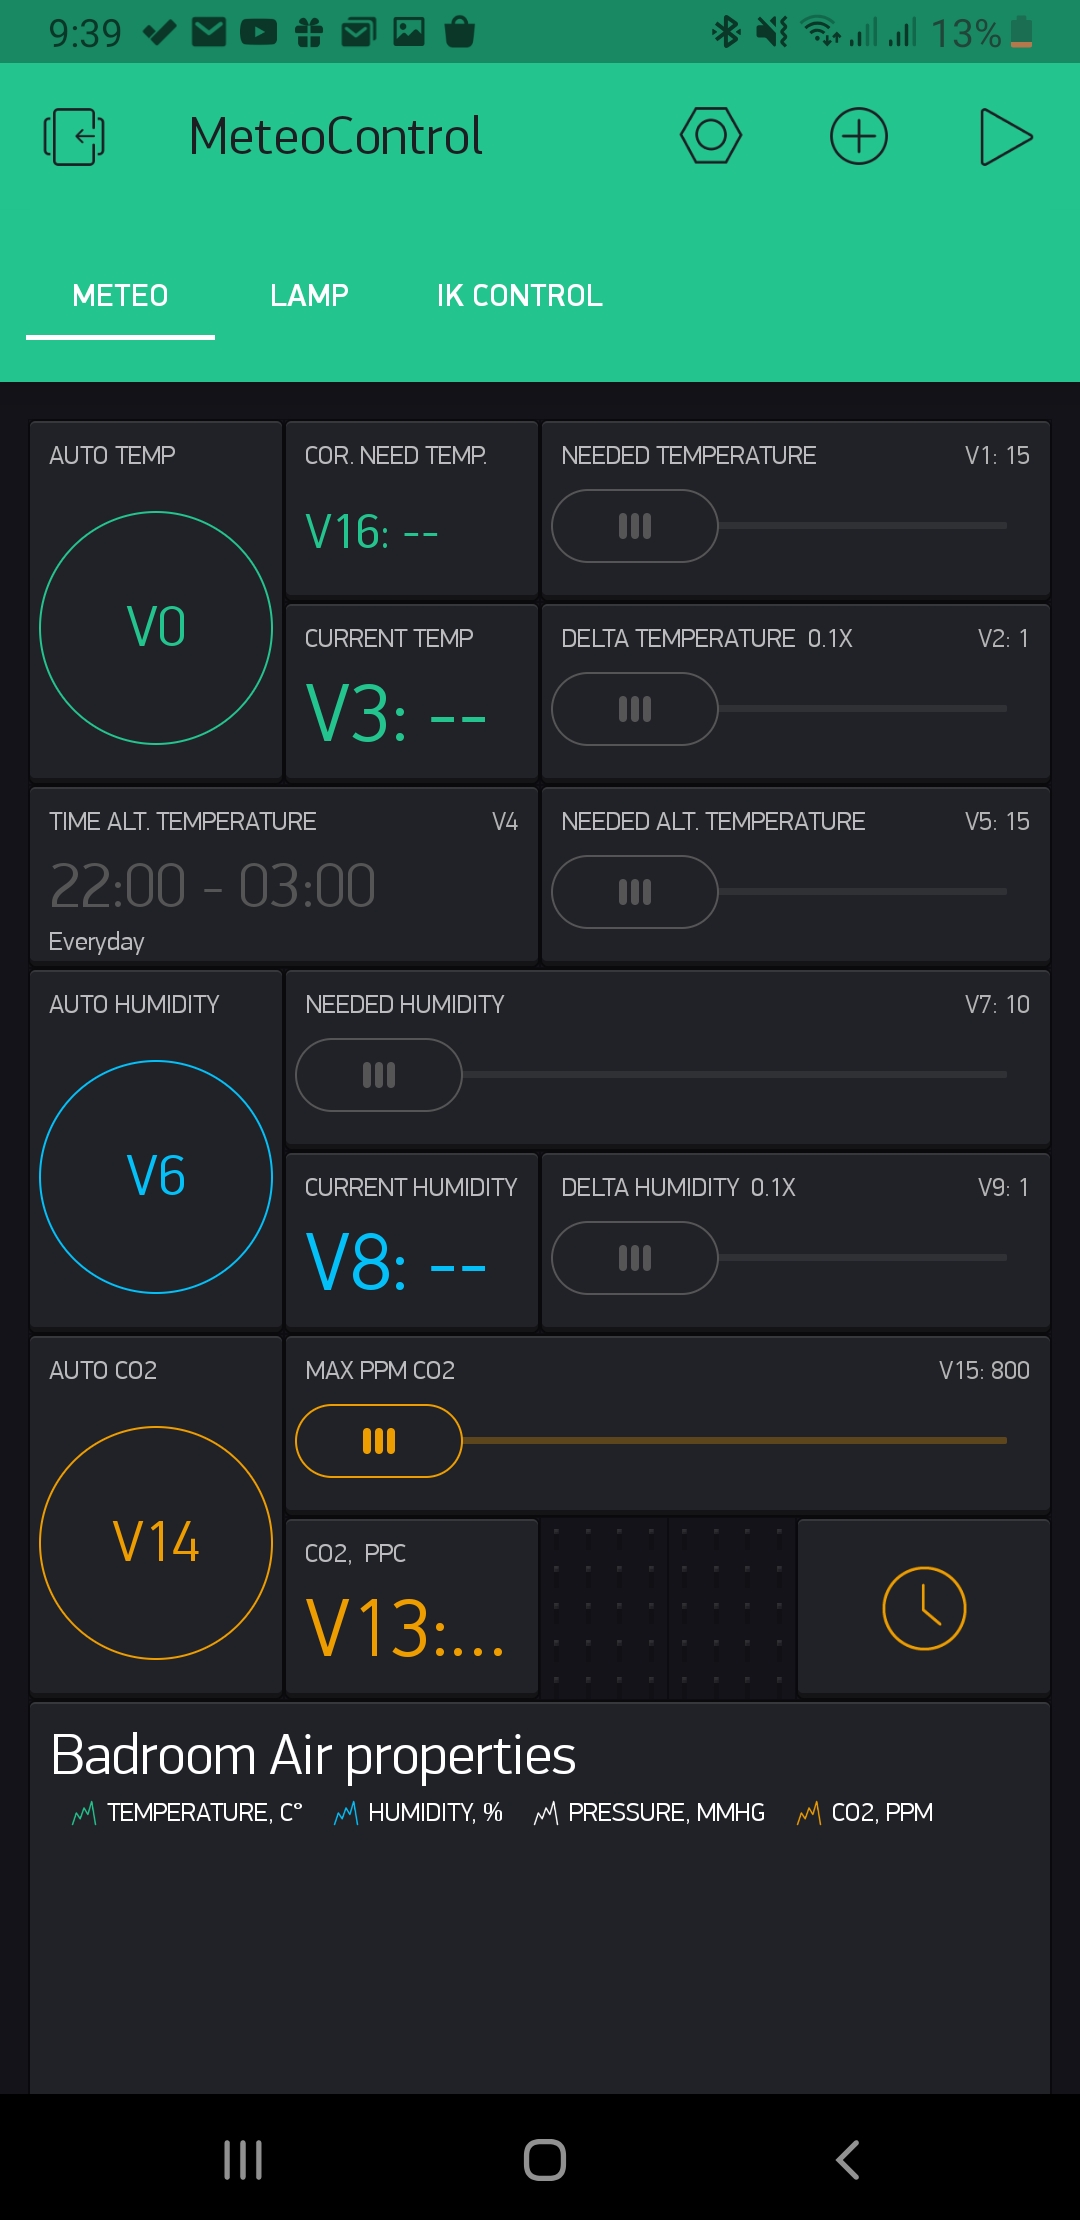 9:39 13%
MeteoControl
METEO LAMP IK CONTROL
AUTO TEMP
V0
COR. NEED TEMP.
V16: --
NEEDED TEMPERATURE V1: 15
CURRENT TEMP
V3: --
DELTA TEMPERATURE 0.1X V2: 1
TIME ALT. TEMPERATURE V4
22:00 - 03:00
Everyday
NEEDED ALT. TEMPERATURE V5: 15
AUTO HUMIDITY
V6
NEEDED HUMIDITY V7: 10
CURRENT HUMIDITY
V8: --
DELTA HUMIDITY 0.1X V9: 1
AUTO CO2
V14
MAX PPM CO2 V15: 800
CO2, PPC
V13:...
Badroom Air properties
TEMPERATURE, C° HUMIDITY, % PRESSURE, MMHG CO2, PPM